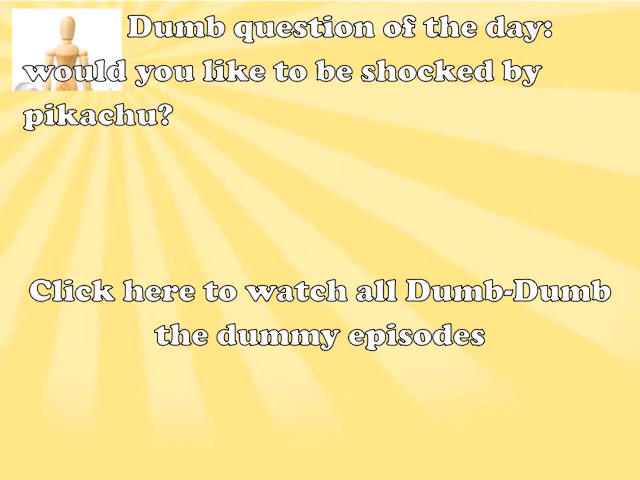 Dumb question of the day:
would you like to be shocked by
pikachu?
Click here to watch all Dumb-Dumb
the dummy episodes